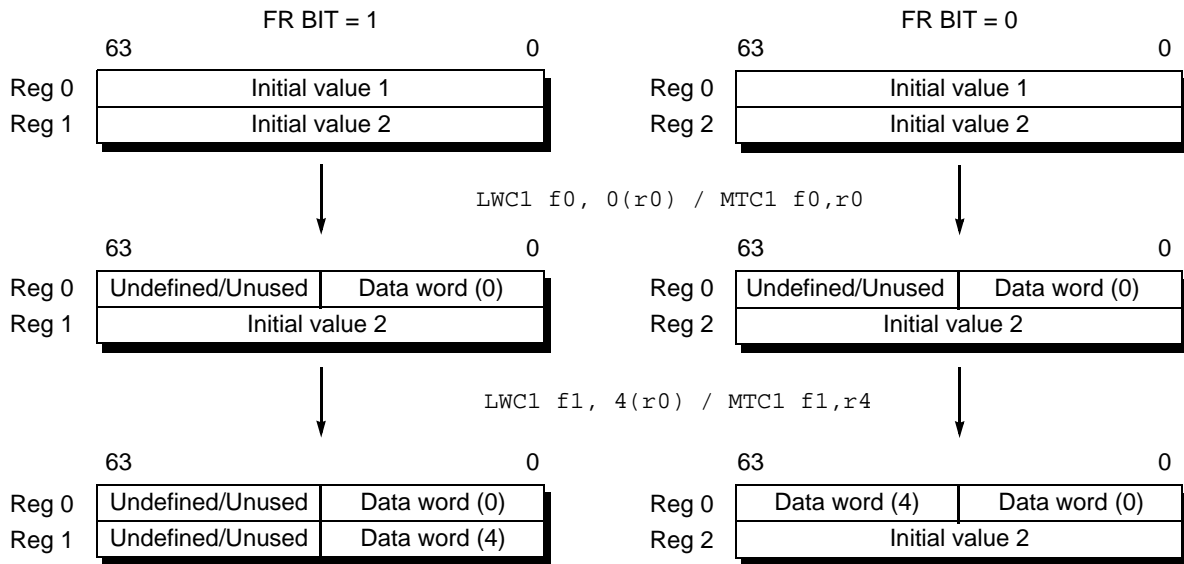 FR BIT = 1
63 0
Reg 0 Initial value 1
Reg 1 Initial value 2
FR BIT = 0
63 0
Reg 0 Initial value 1
Reg 2 Initial value 2
LWC1 f0, 0(r0) / MTC1 f0,r0
63 0
Reg 0 Undefined/Unused Data word (0)
Reg 1 Initial value 2
63 0
Reg 0 Undefined/Unused Data word (0)
Reg 2 Initial value 2
LWC1 f1, 4(r0) / MTC1 f1,r4
63 0
Reg 0 Undefined/Unused Data word (0)
Reg 1 Undefined/Unused Data word (4)
63 0
Reg 0 Data word (4) Data word (0)
Reg 2 Initial value 2